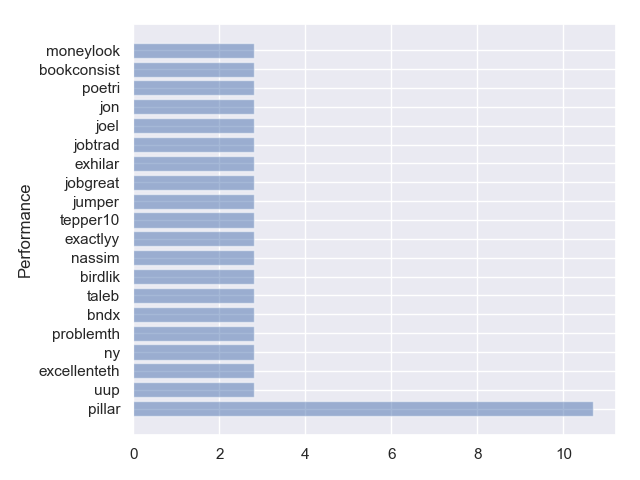 moneylook
bookconsist
poetri
jon
joel
jobtrad
exhilar
jobgreat
jumper
tepper10
exactlyy
nassim
birdlik
taleb
bndx
problemth
ny
excellenteth
uup
pillar
Performance
0 2 4 6 8 10